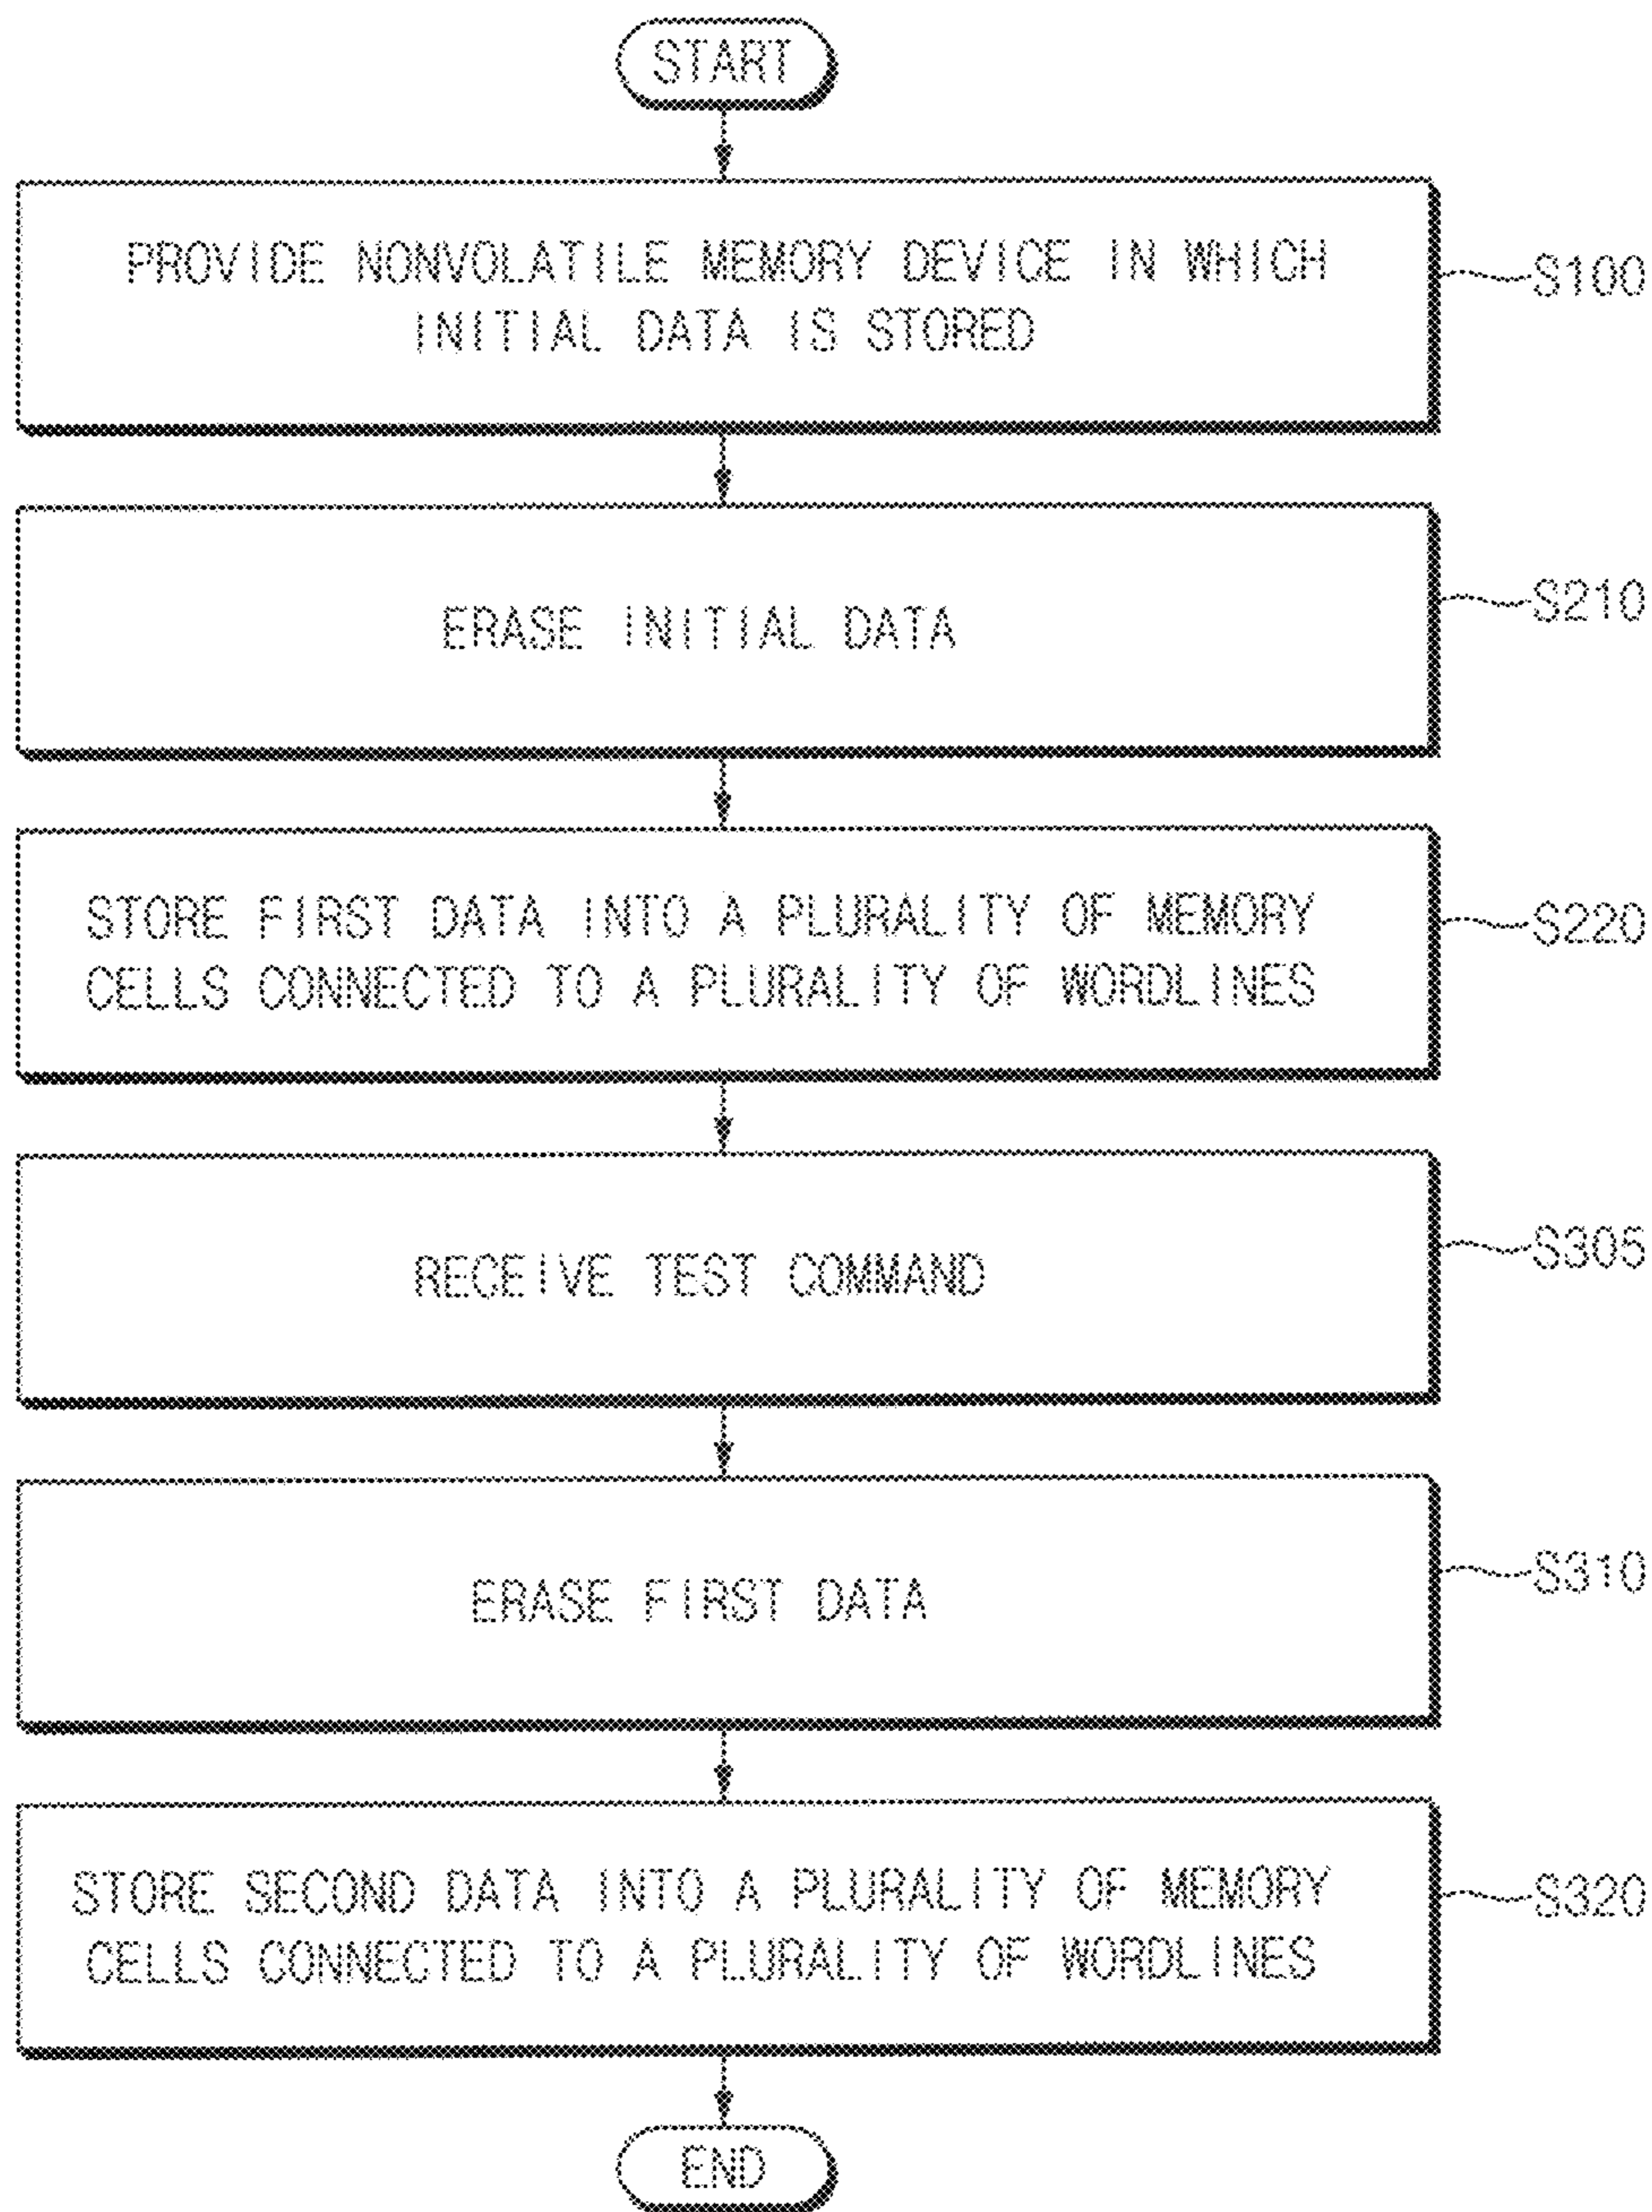 START
PROVIDE NONVOLATILE MEMORY DEVICE IN WHICH
INITIAL DATA IS STORED
S100
ERASE INITIAL DATA
S210
STORE FIRST DATA INTO A PLURALITY OF MEMORY
CELLS CONNECTED TO A PLURALITY OF WORDLINES
S220
RECEIVE TEST COMMAND
S305
ERASE FIRST DATA
S310
STORE SECOND DATA INTO A PLURALITY OF MEMORY
CELLS CONNECTED TO A PLURALITY OF WORDLINES
S320
END